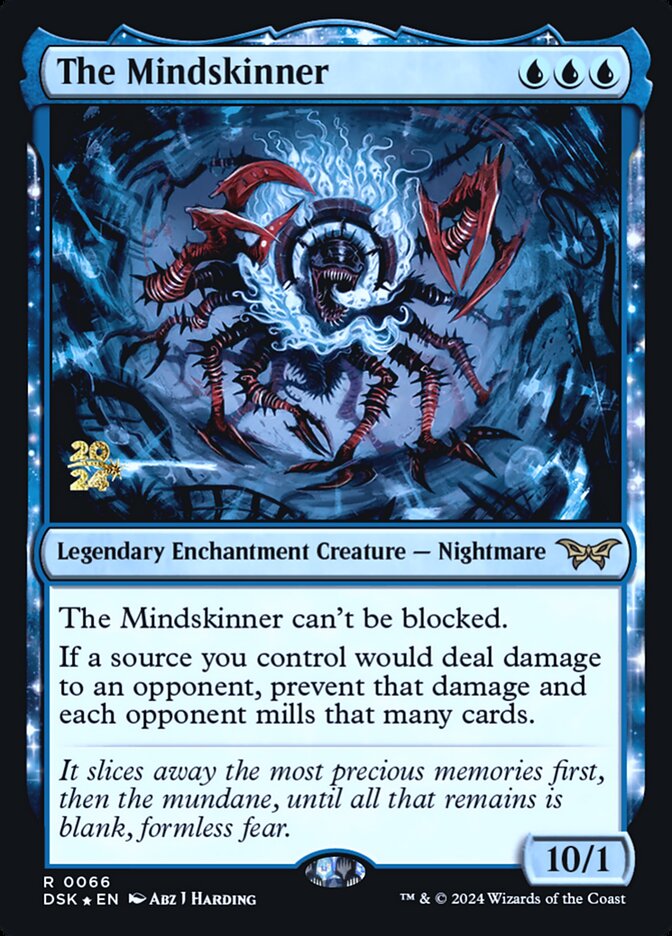 The Mindskinner
20
24
Legendary Enchantment Creature — Nightmare
The Mindskinner can't be blocked.
If a source you control would deal damage
to an opponent, prevent that damage and
each opponent mills that many cards.
It slices away the most precious memories first,
then the mundane, until all that remains is
blank, formless fear.
10/1
R 0066
DSK ★ EN Abz J Harding
™ & © 2024 Wizards of the Coast